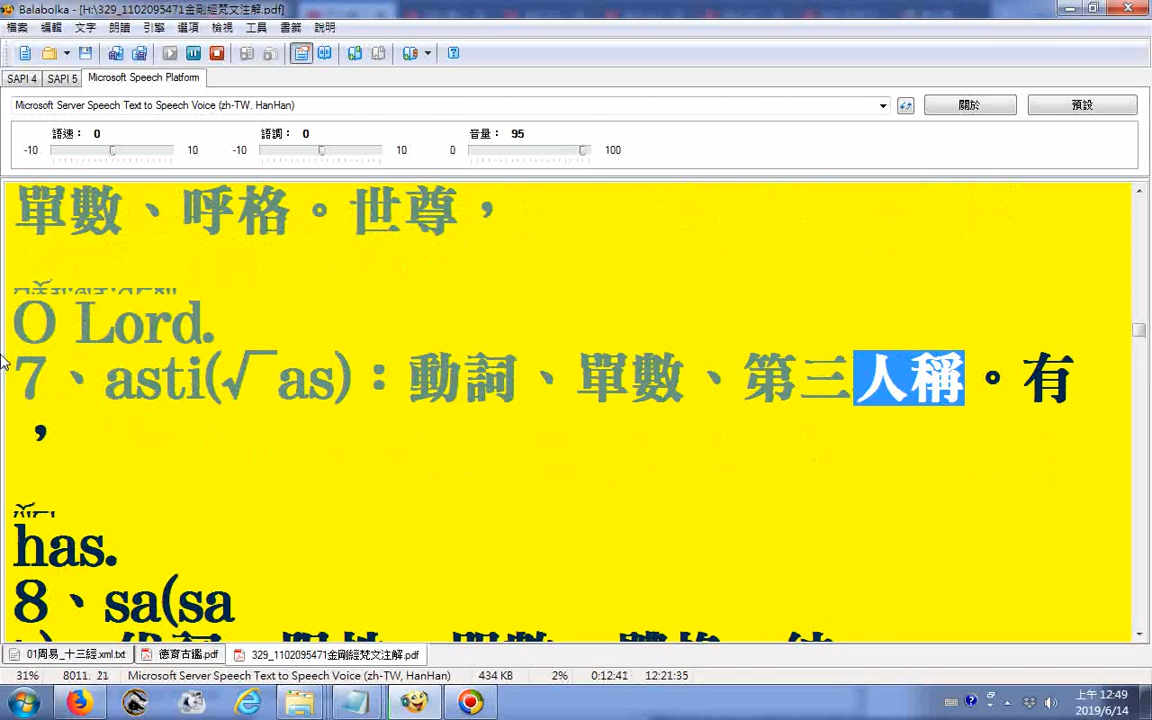 Balabolka - [H:\329_1102095471金剛經梵文注解.pdf]
檔案 編輯 文字 朗讀 引擎 選項 檢視 工具 書籤 說明
SAPI 4 SAPI 5 Microsoft Speech Platform
Microsoft Server Speech Text to Speech Voice (zh-TW, HanHan) 關於 預設
語速： 0 語調： 0 音量： 95
-10 10 -10 10 0 100
單數、呼格。世尊，
O Lord.
7、asti(√as)：動詞、單數、第三人稱。有
，
has.
8、sa(sa
01周易_十三經.xml.txt 德育古鑑.pdf 329_1102095471金剛經梵文注解.pdf
31% 8011: 21 Microsoft Server Speech Text to Speech Voice (zh-TW, HanHan) 434 KB 2% 0:12:41 12:21:35
上午 12:49
2019/6/14